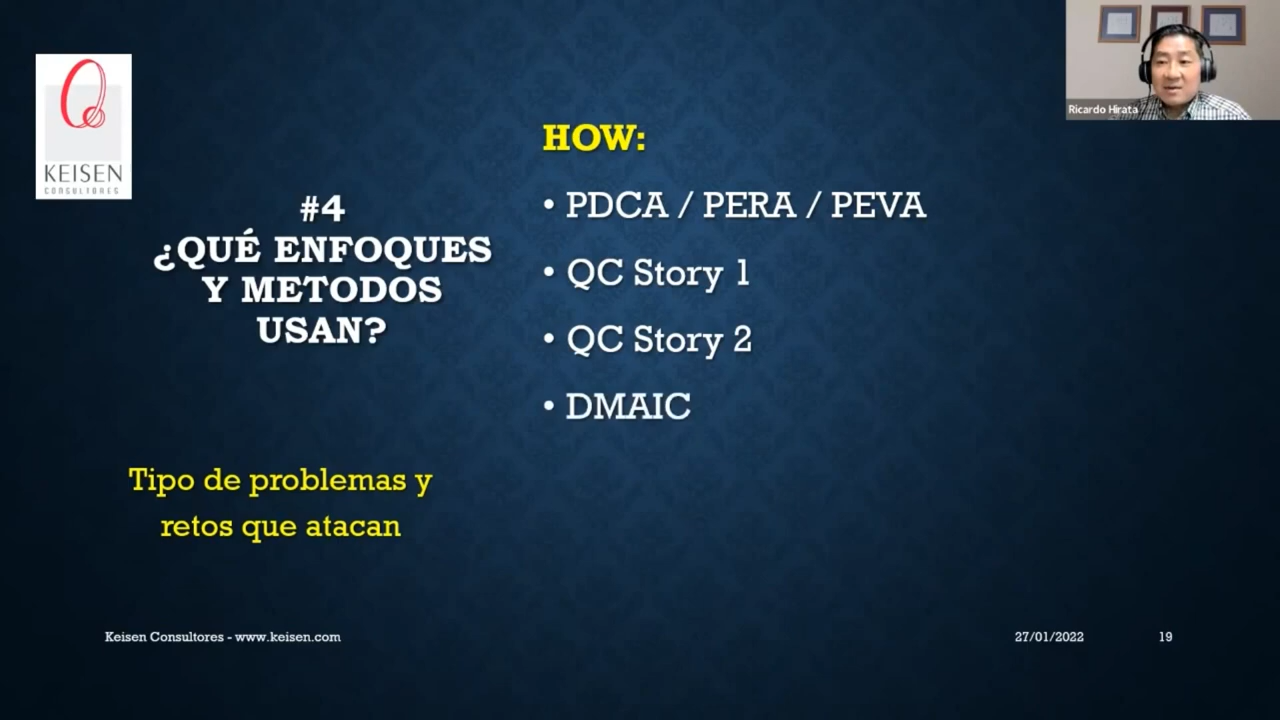 KEISEN
CONSULTORES
#4
¿QUÉ ENFOQUES
Y METODOS
USAN?
Tipo de problemas y
retos que atacan
HOW:
• PDCA / PERA / PEVA
• QC Story 1
• QC Story 2
• DMAIC
Ricardo Hirata
Keisen Consultores - www.keisen.com
27/01/2022
19